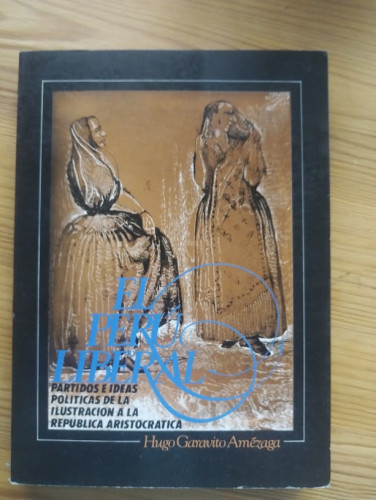 EL
PERU
LIBERAL
PARTIDOS E IDEAS
POLITICAS DE LA
ILUSTRACION A LA
REPUBLICA ARISTOCRATICA
Hugo Garavito Amézaga